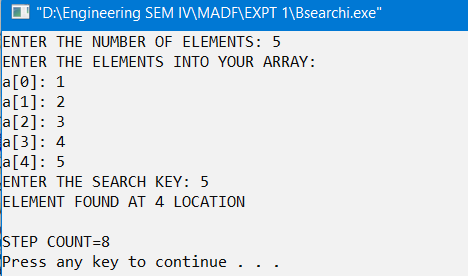 "D:\Engineering SEM IV\MADF\EXPT 1\Bsearchi.exe"
ENTER THE NUMBER OF ELEMENTS: 5
ENTER THE ELEMENTS INTO YOUR ARRAY:
a[0]: 1
a[1]: 2
a[2]: 3
a[3]: 4
a[4]: 5
ENTER THE SEARCH KEY: 5
ELEMENT FOUND AT 4 LOCATION
STEP COUNT=8
Press any key to continue . . .